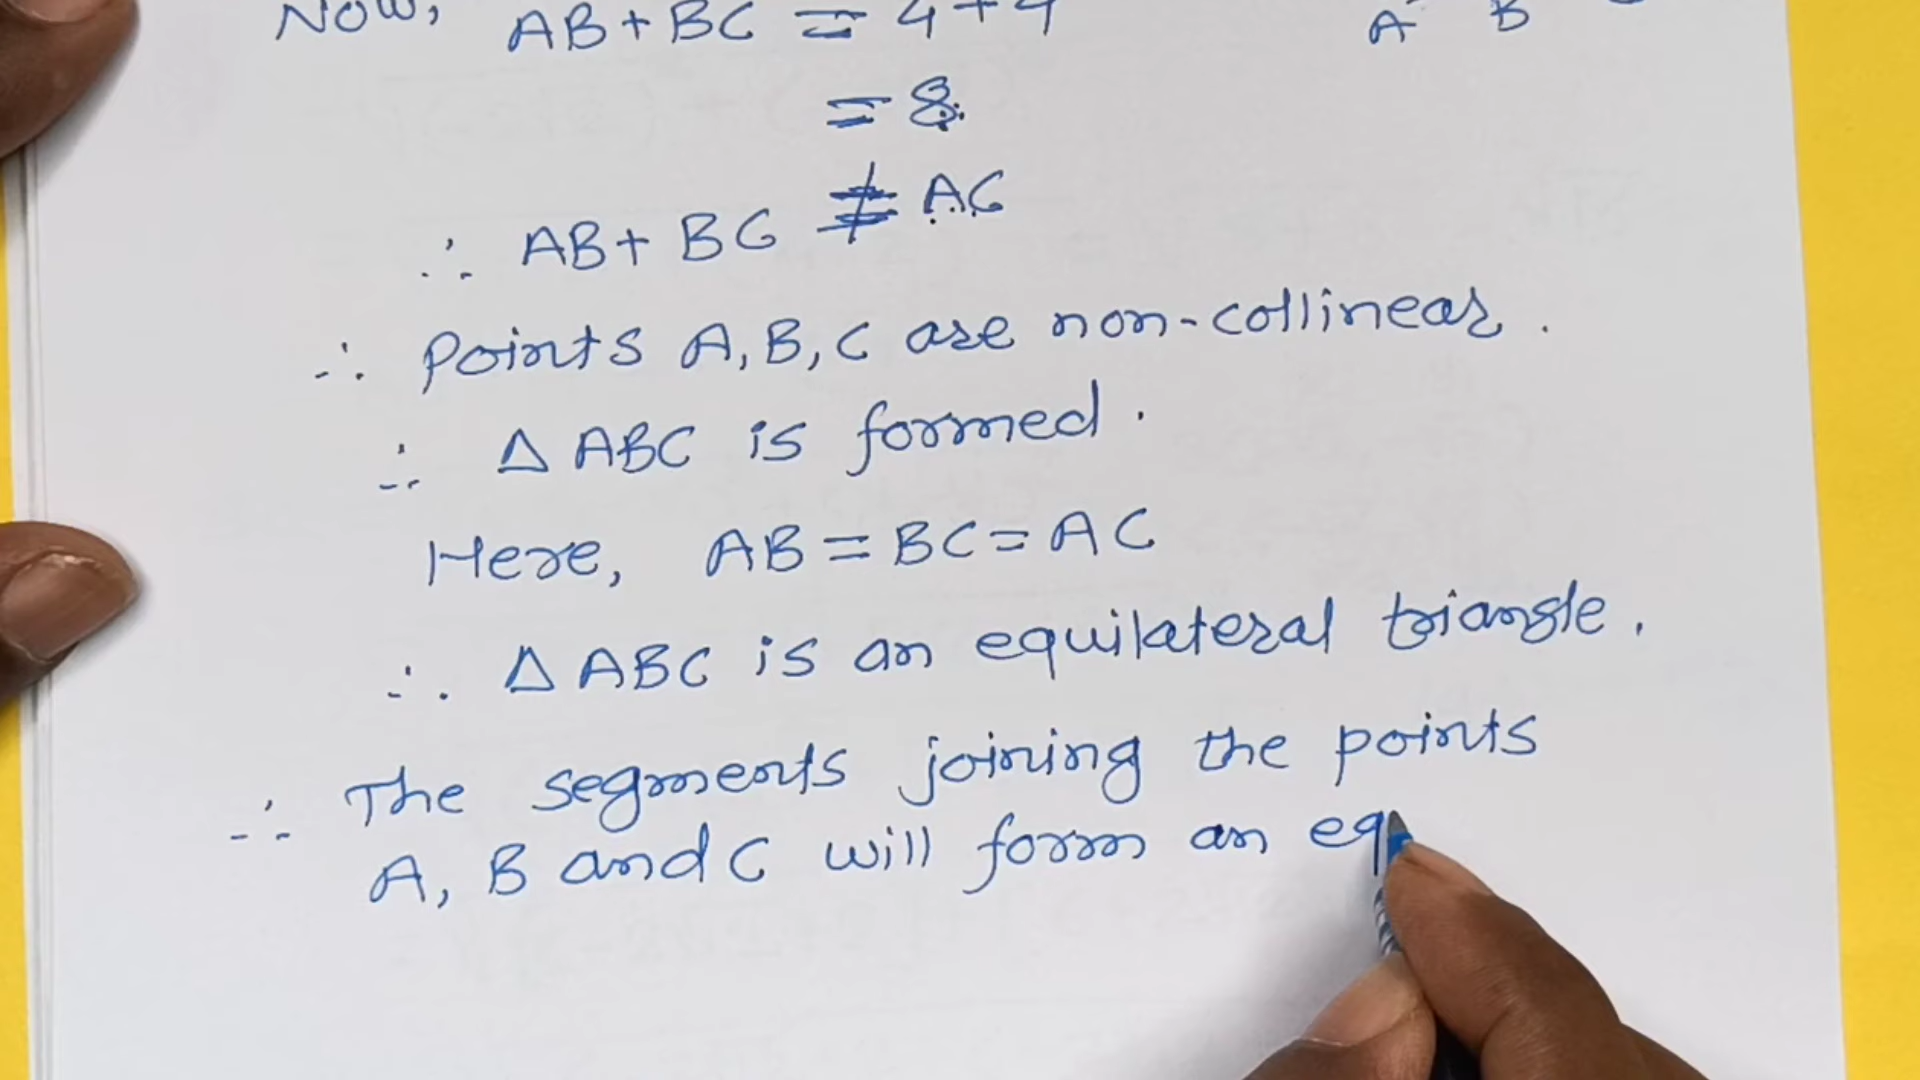 Now, AB + BC = 4 + 4
A B
= 8
≠ AC
∴ AB + BC
∴ Points A, B, C are non-collinear.
∴ △ ABC is formed.
Here, AB = BC = AC
∴ △ ABC is an equilateral triangle.
∴ The segments joining the points
A, B and C will form an eq